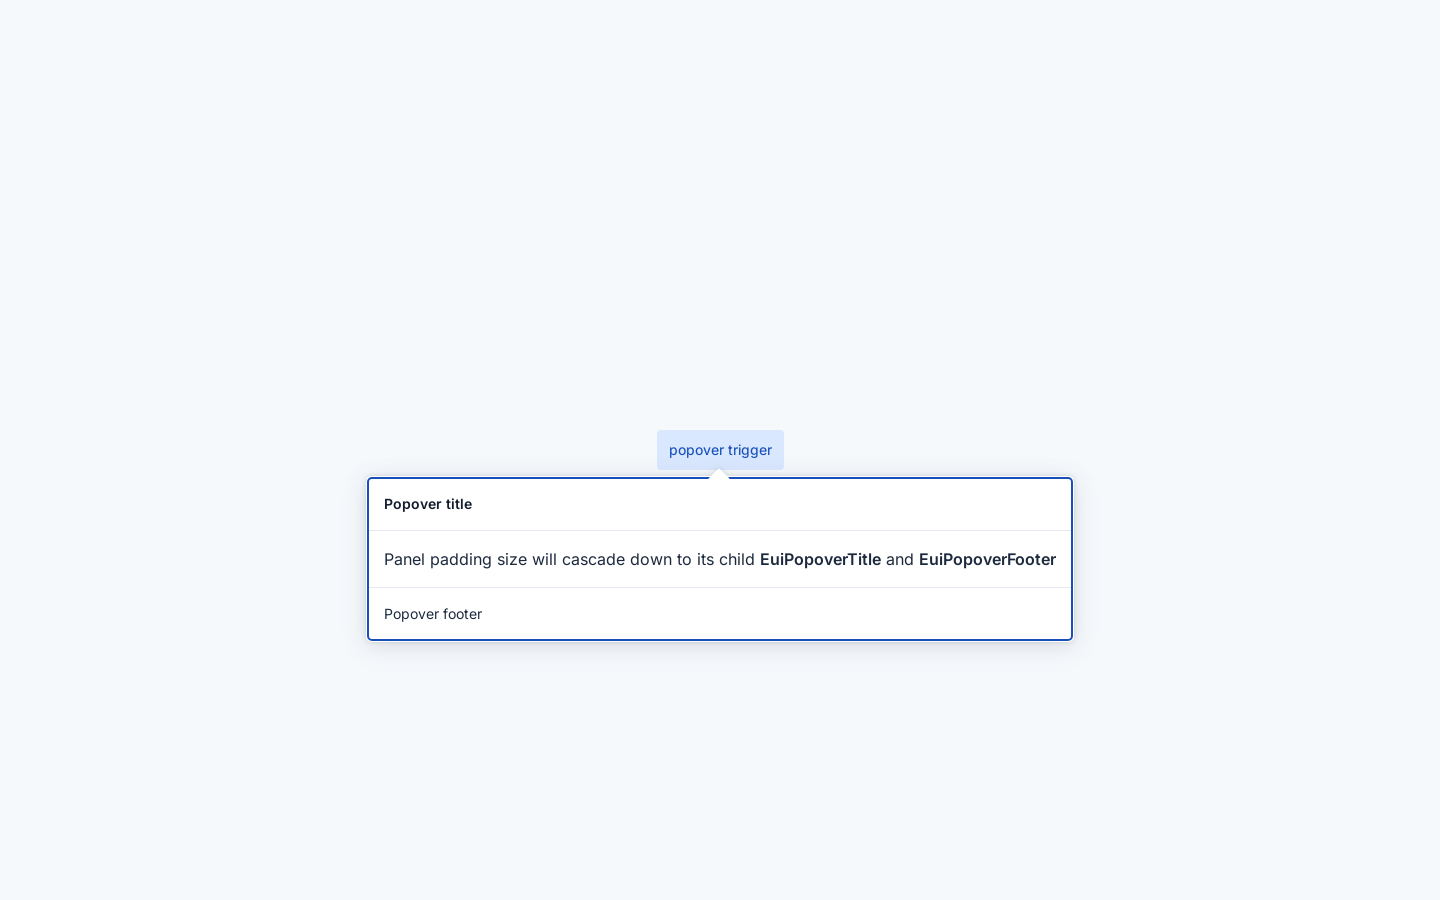 popover trigger
Popover title
Panel padding size will cascade down to its child EuiPopoverTitle and EuiPopoverFooter
Popover footer